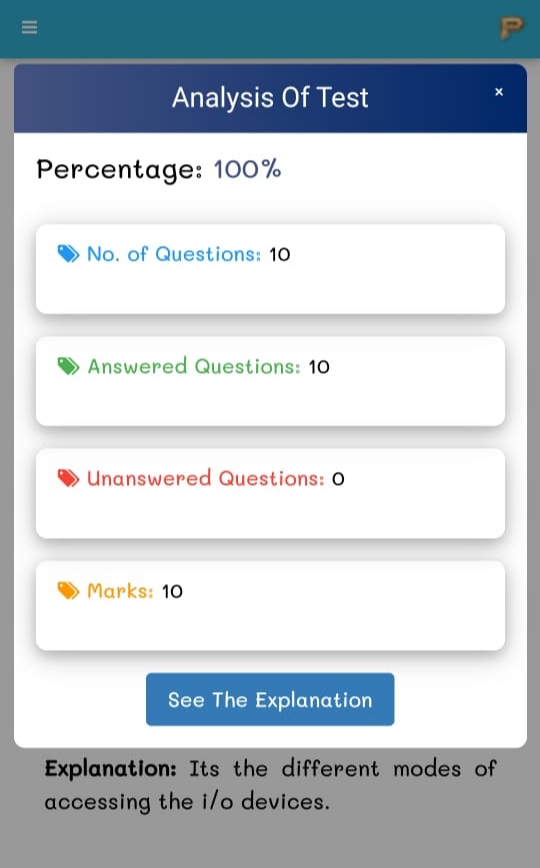 Analysis Of Test
×
Percentage: 100%
No. of Questions: 10
Answered Questions: 10
Unanswered Questions: 0
Marks: 10
See The Explanation
Explanation: Its the different modes of
accessing the i/o devices.